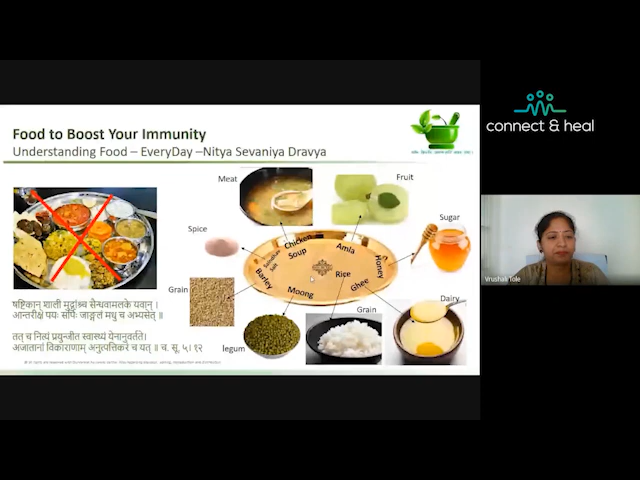 Food to Boost Your Immunity
Understanding Food – EveryDay –Nitya Sevaniya Dravya
connect & heal
Meat
Fruit
Spice
Sugar
Grain
legum
Grain
Dairy
Chicken Soup
Amla
Honey
Ghee
Rice
Moong
Barley
Saindhav Salt
षष्टिकान् शाली मुद्गांश्च सैन्धवामलके यवान् ।
आन्तरीक्षं पयः सर्पिः जाङ्गलं मधु च अभ्यसेत् ॥
तत् च नित्यं प्रयुन्जीत स्वास्थ्यं येनानुवर्तते।
अजातानां विकाराणाम् अनुत्पत्तिकरं च यत् ॥ च. सू. ५। १२
Vrushali Tole